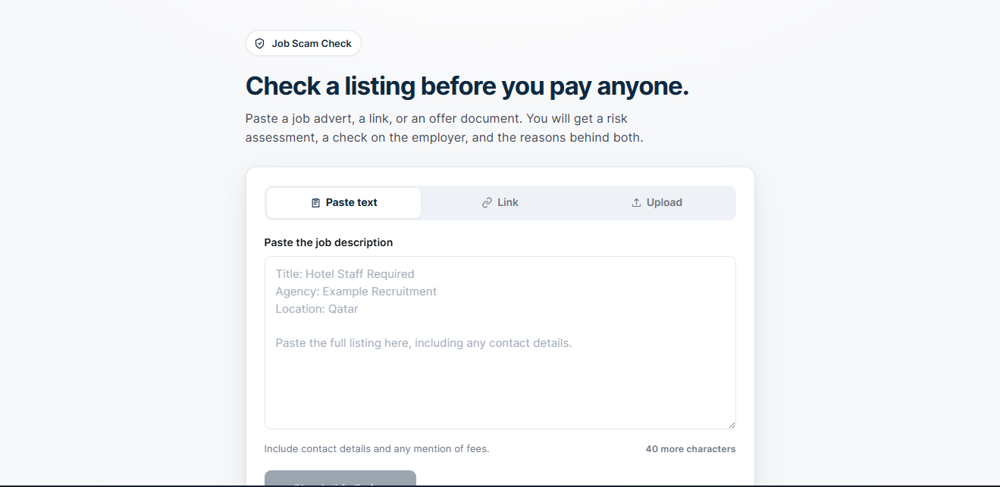 Job Scam Check
Check a listing before you pay anyone.
Paste a job advert, a link, or an offer document. You will get a risk
assessment, a check on the employer, and the reasons behind both.
Paste text
Link
Upload
Paste the job description
Title: Hotel Staff Required
Agency: Example Recruitment
Location: Qatar
Paste the full listing here, including any contact details.
Include contact details and any mention of fees.
40 more characters